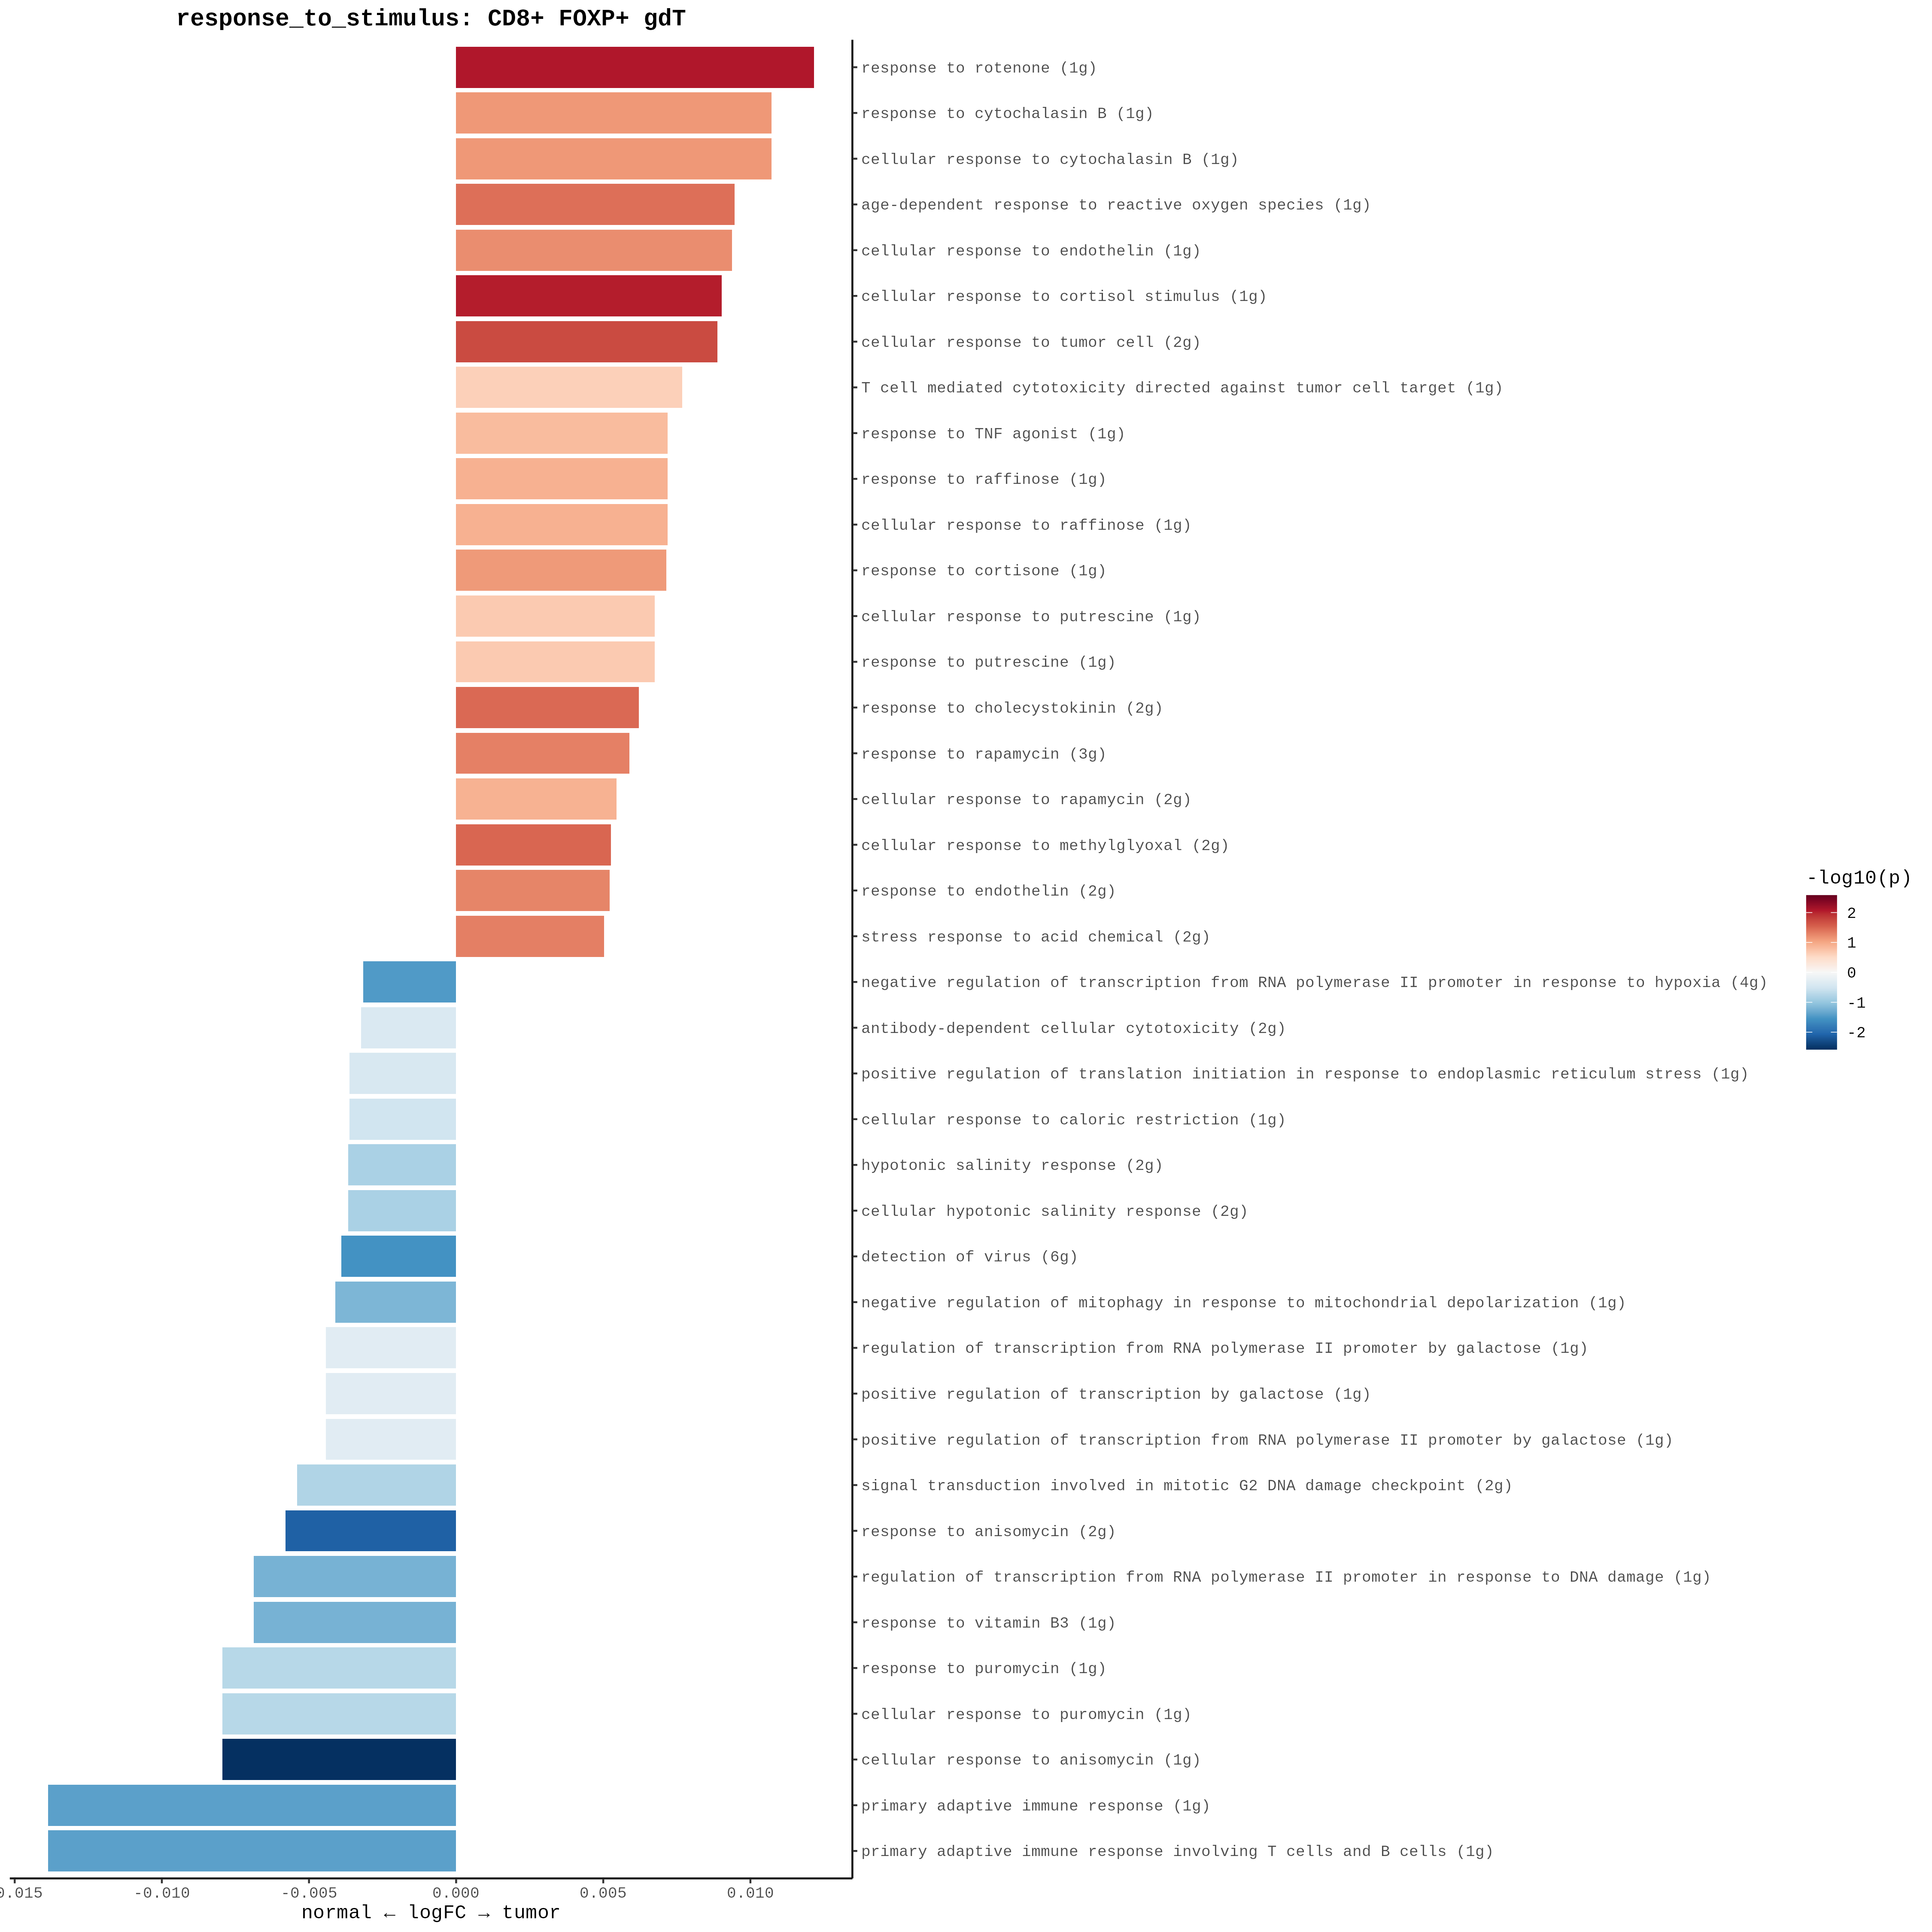 response_to_stimulus: CD8+ FOXP+ gdT
response to rotenone (1g)
response to cytochalasin B (1g)
cellular response to cytochalasin B (1g)
age-dependent response to reactive oxygen species (1g)
cellular response to endothelin (1g)
cellular response to cortisol stimulus (1g)
cellular response to tumor cell (2g)
T cell mediated cytotoxicity directed against tumor cell target (1g)
response to TNF agonist (1g)
response to raffinose (1g)
cellular response to raffinose (1g)
response to cortisone (1g)
cellular response to putrescine (1g)
response to putrescine (1g)
response to cholecystokinin (2g)
response to rapamycin (3g)
cellular response to rapamycin (2g)
cellular response to methylglyoxal (2g)
response to endothelin (2g)
stress response to acid chemical (2g)
negative regulation of transcription from RNA polymerase II promoter in response to hypoxia (4g)
antibody-dependent cellular cytotoxicity (2g)
positive regulation of translation initiation in response to endoplasmic reticulum stress (1g)
cellular response to caloric restriction (1g)
hypotonic salinity response (2g)
cellular hypotonic salinity response (2g)
detection of virus (6g)
negative regulation of mitophagy in response to mitochondrial depolarization (1g)
regulation of transcription from RNA polymerase II promoter by galactose (1g)
positive regulation of transcription by galactose (1g)
positive regulation of transcription from RNA polymerase II promoter by galactose (1g)
signal transduction involved in mitotic G2 DNA damage checkpoint (2g)
response to anisomycin (2g)
regulation of transcription from RNA polymerase II promoter in response to DNA damage (1g)
response to vitamin B3 (1g)
response to puromycin (1g)
cellular response to puromycin (1g)
cellular response to anisomycin (1g)
primary adaptive immune response (1g)
primary adaptive immune response involving T cells and B cells (1g)
0.015 -0.010 -0.005 0.000 0.005 0.010
normal ← logFC → tumor
-log10(p)
2
1
0
-1
-2